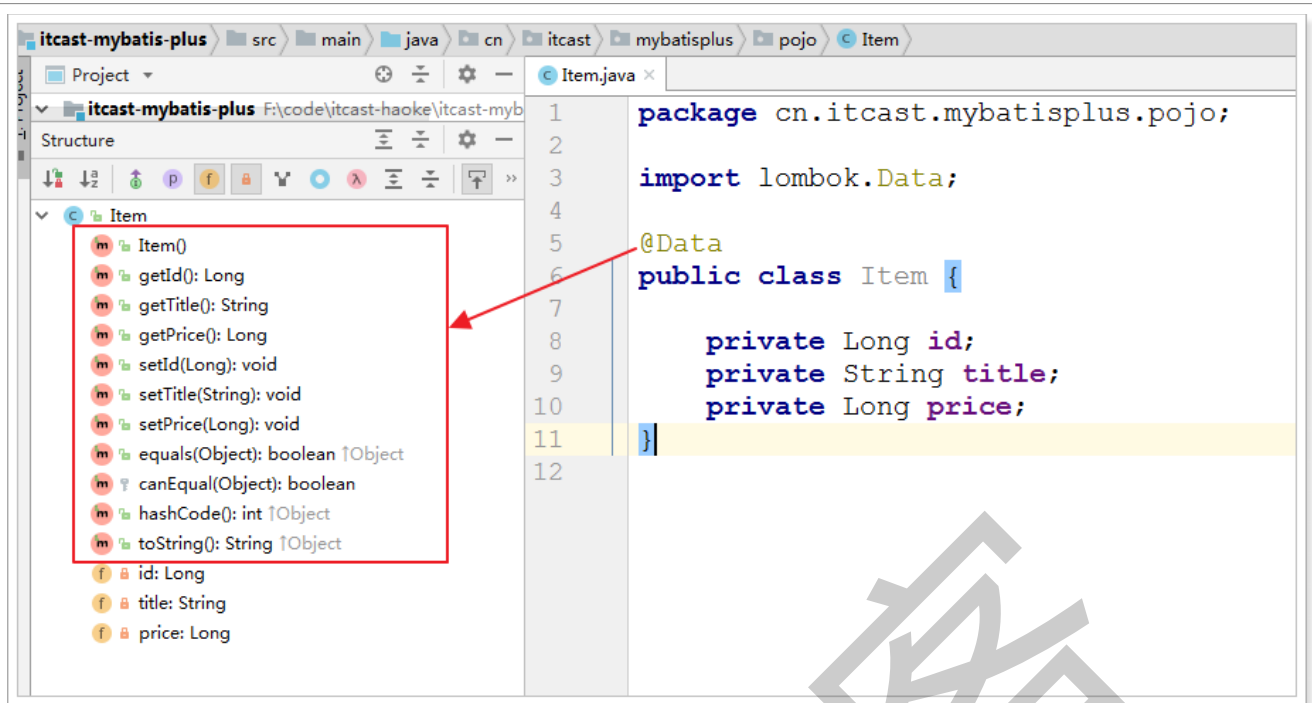 itcast-mybatis-plus src main java cn itcast mybatisplus pojo C Item
Project
itcast-mybatis-plus F:\code\itcast-haoke\itcast-myb
Structure
Item
Item()
getId(): Long
getTitle(): String
getPrice(): Long
setId(Long): void
setTitle(String): void
setPrice(Long): void
equals(Object): boolean ↑Object
canEqual(Object): boolean
hashCode(): int ↑Object
toString(): String ↑Object
id: Long
title: String
price: Long
Item.java
1 package cn.itcast.mybatisplus.pojo;
2
3 import lombok.Data;
4
5 @Data
6 public class Item {
7
8 private Long id;
9 private String title;
10 private Long price;
11 }
12